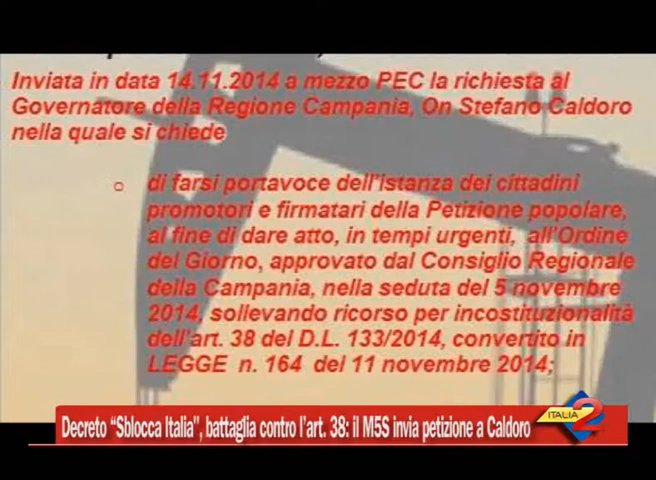 Inviata in data 14.11.2014 a mezzo PEC la richiesta al
Governatore della Regione Campania, On Stefano Caldoro
nella quale si chiede
o di farsi portavoce dell'istanza dei cittadini
promotori e firmatari della Petizione popolare,
al fine di dare atto, in tempi urgenti, all'Ordine
del Giorno, approvato dal Consiglio Regionale
della Campania, nella seduta del 5 novembre
2014, sollevando ricorso per incostituzionalità
dell'art. 38 del D.L. 133/2014, convertito in
LEGGE n. 164 del 11 novembre 2014;
Decreto "Sblocca Italia", battaglia contro l'art. 38: il M5S invia petizione a Caldoro
ITALIA 2